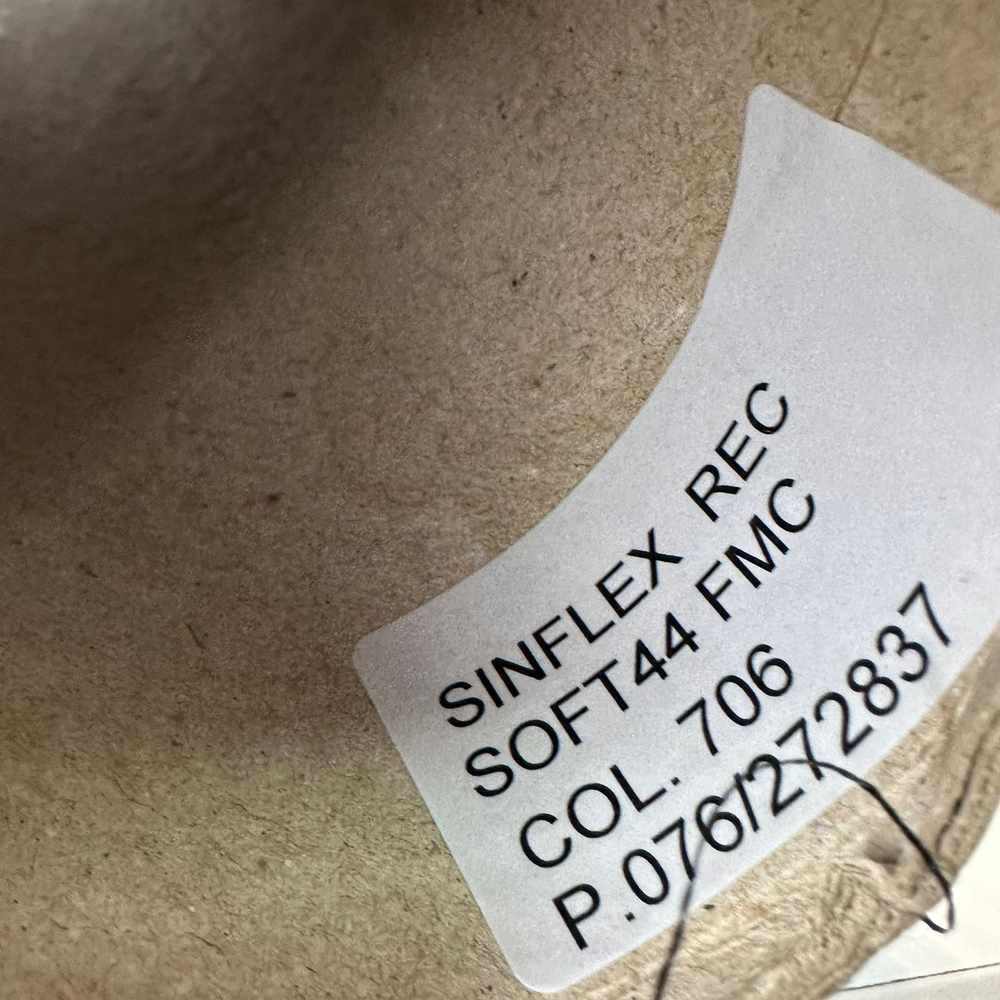 SINFLEX REC
SOFT44 FMC
COL. 706
P.076/272837